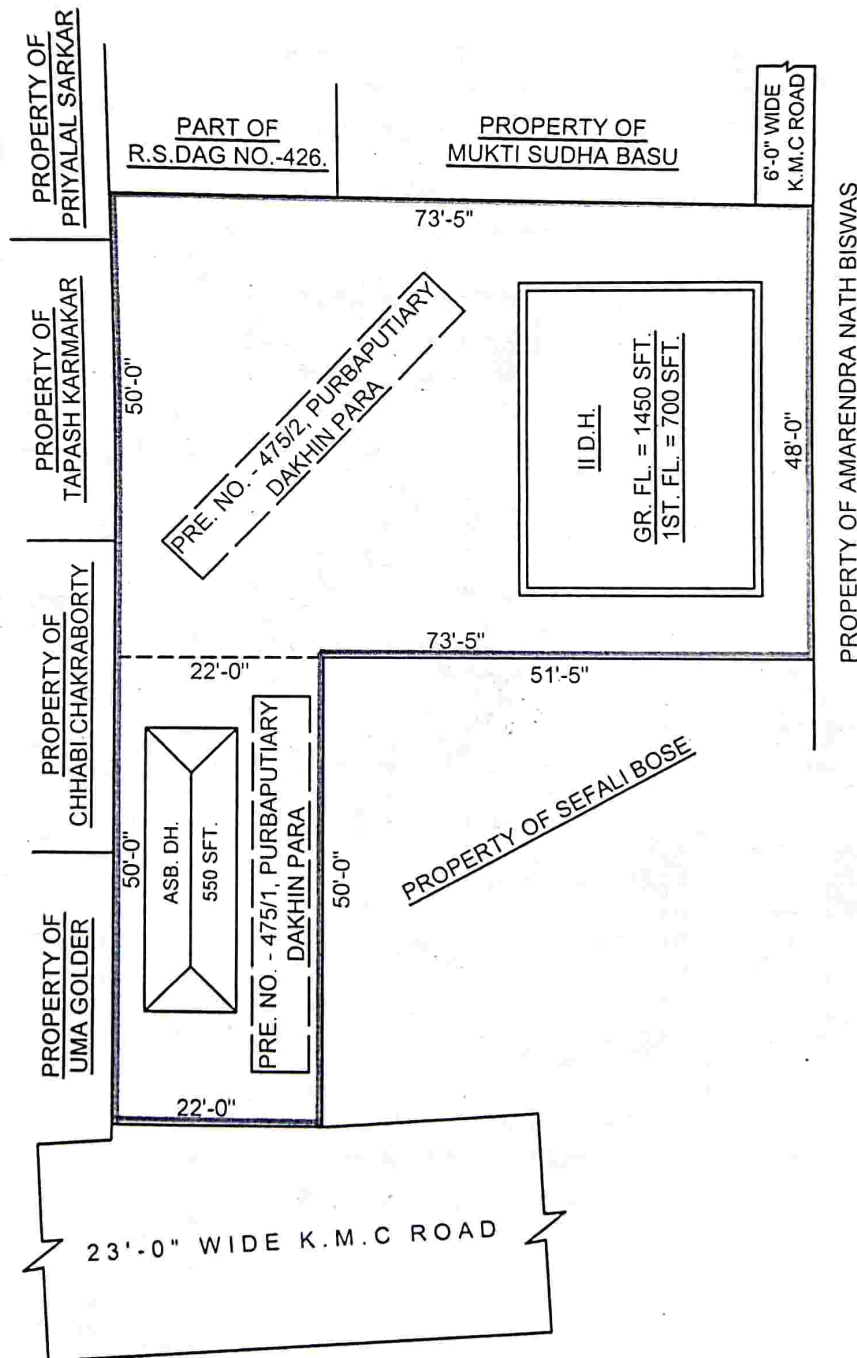 PROPERTY OF
UMA GOLDER
PROPERTY OF
CHHABI CHAKRABORTY
PROPERTY OF
TAPASH KARMAKAR
PROPERTY OF
PRIYALAL SARKAR
PART OF
R.S.DAG NO.-426.
PROPERTY OF
MUKTI SUDHA BASU
6'-0" WIDE
K.M.C ROAD
50'-0"
50'-0"
73'-5"
22'-0"
22'-0"
ASB. DH.
550 SFT.
PRE. NO. - 475/1, PURBAPUTIARY
DAKHIN PARA
PRE. NO. - 475/2, PURBAPUTIARY
DAKHIN PARA
50'-0"
73'-5"
51'-5"
II D.H.
GR. FL. = 1450 SFT.
1ST. FL. = 700 SFT.
48'-0"
PROPERTY OF SEFALI BOSE
23'-0" WIDE K.M.C ROAD
PROPERTY OF AMARENDRA NATH BISWAS